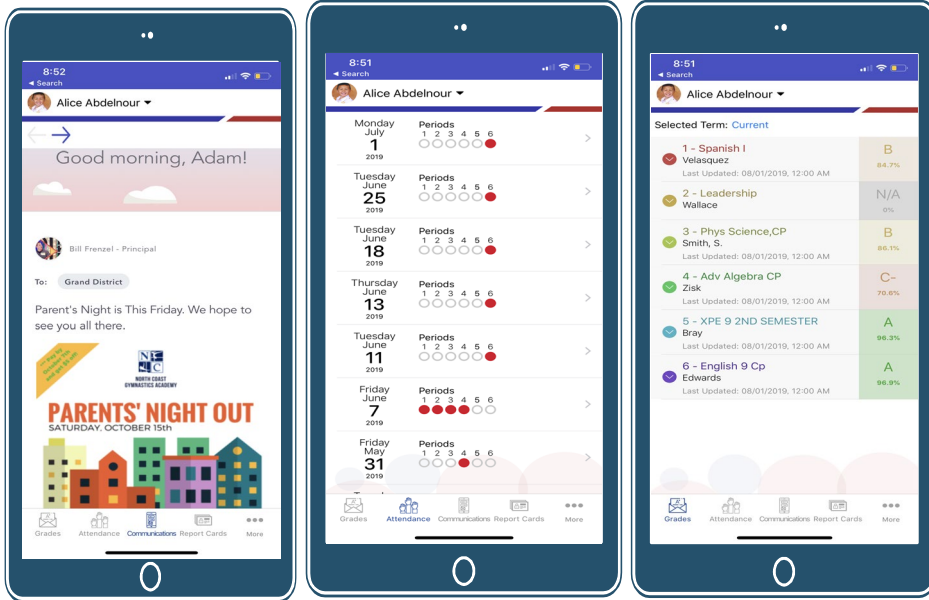 8:52
◄ Search
Alice Abdelnour
Good morning, Adam!
Bill Frenzel - Principal
To: Grand District
Parent's Night is This Friday. We hope to
see you all there.
NORTH COAST
GYMNASTICS ACADEMY
PARENTS' NIGHT OUT
SATURDAY, OCTOBER 15th
Grades Attendance Communications Report Cards More
8:51
◄ Search
Alice Abdelnour
Monday
July
1
2019
Periods
1 2 3 4 5 6
Tuesday
June
25
2019
Periods
1 2 3 4 5 6
Tuesday
June
18
2019
Periods
1 2 3 4 5 6
Thursday
June
13
2019
Periods
1 2 3 4 5 6
Tuesday
June
11
2019
Periods
1 2 3 4 5 6
Friday
June
7
2019
Periods
1 2 3 4 5 6
Friday
May
31
2019
Periods
1 2 3 4 5 6
Grades Attendance Communications Report Cards More
8:51
◄ Search
Alice Abdelnour
Selected Term: Current
1 - Spanish I
Velasquez
Last Updated: 08/01/2019, 12:00 AM
B
84.7%
2 - Leadership
Wallace
N/A
0%
3 - Phys Science,CP
Smith, S.
Last Updated: 08/01/2019, 12:00 AM
B
86.1%
4 - Adv Algebra CP
Zisk
Last Updated: 08/01/2019, 12:00 AM
C-
70.6%
5 - XPE 9 2ND SEMESTER
Bray
Last Updated: 08/01/2019, 12:00 AM
A
96.3%
6 - English 9 Cp
Edwards
Last Updated: 08/01/2019, 12:00 AM
A
96.9%
Grades Attendance Communications Report Cards More